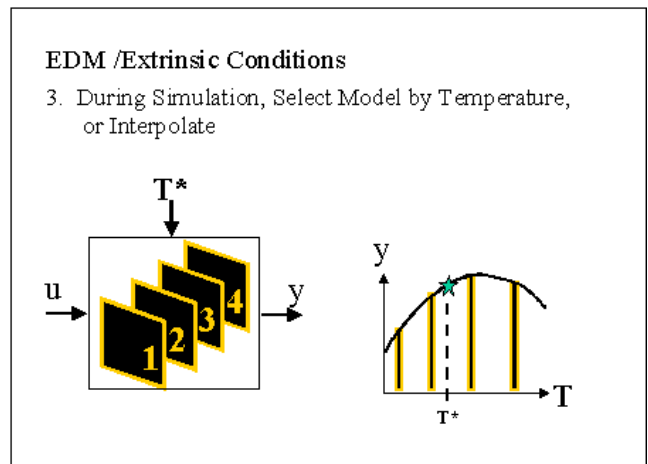 EDM /Extrinsic Conditions
3. During Simulation, Select Model by Temperature,
or Interpolate
T*
u
1
2
3
4
y
y
T
T*